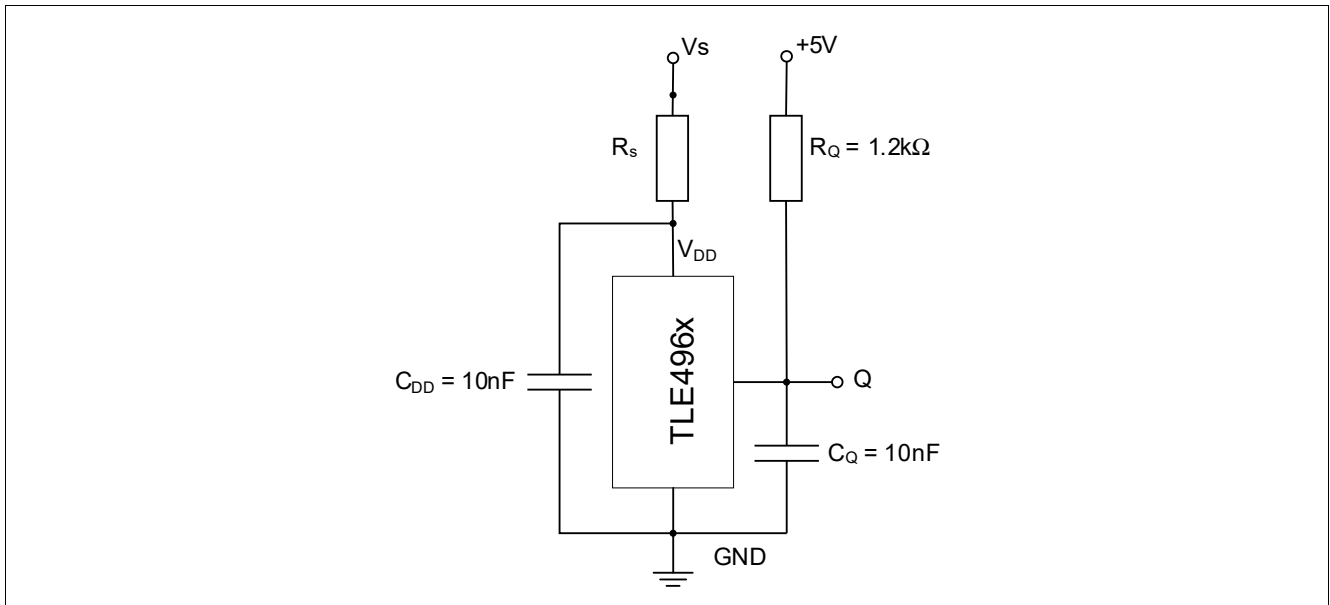 Vs
+5V
Rs
RQ = 1.2kΩ
VDD
TLE496x
CDD = 10nF
Q
CQ = 10nF
GND